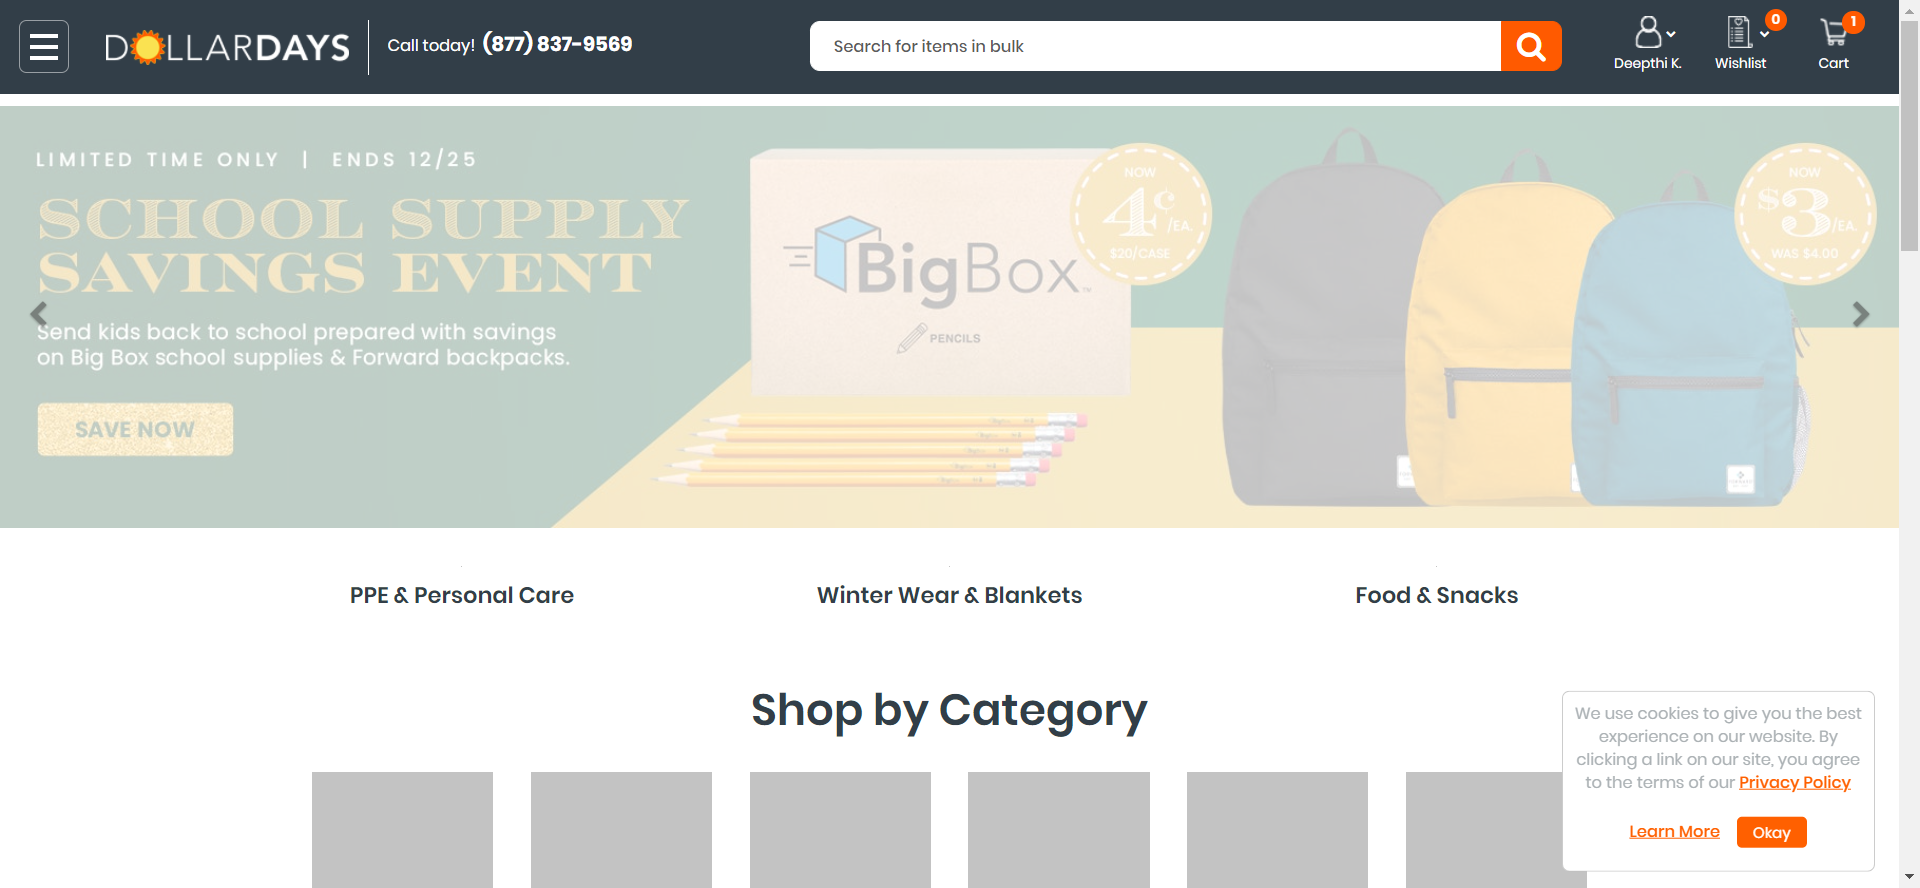 DOLLARDAYS
Call today! (877) 837-9569
Search for items in bulk
Deepthi K.
0
Wishlist
1
Cart
LIMITED TIME ONLY | ENDS 12/25
SCHOOL SUPPLY
SAVINGS EVENT
Send kids back to school prepared with savings
on Big Box school supplies & Forward backpacks.
SAVE NOW
BigBox™
PENCILS
NOW
4¢/EA.
$20/CASE
NOW
$3/EA.
WAS $4.00
PPE & Personal Care
Winter Wear & Blankets
Food & Snacks
Shop by Category
We use cookies to give you the best
experience on our website. By
clicking a link on our site, you agree
to the terms of our Privacy Policy
Learn More
Okay